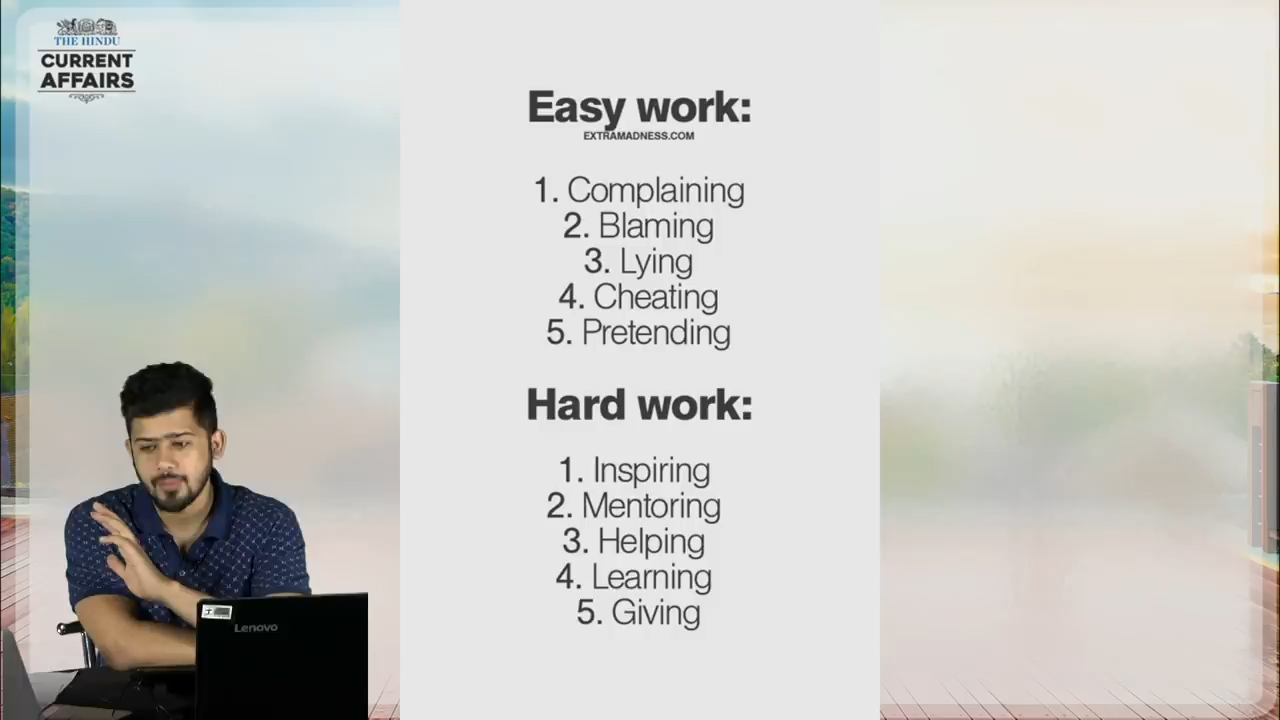 THE HINDU
CURRENT
AFFAIRS
Easy work:
EXTRAMADNESS.COM
1. Complaining
2. Blaming
3. Lying
4. Cheating
5. Pretending
Hard work:
1. Inspiring
2. Mentoring
3. Helping
4. Learning
5. Giving
Lenovo